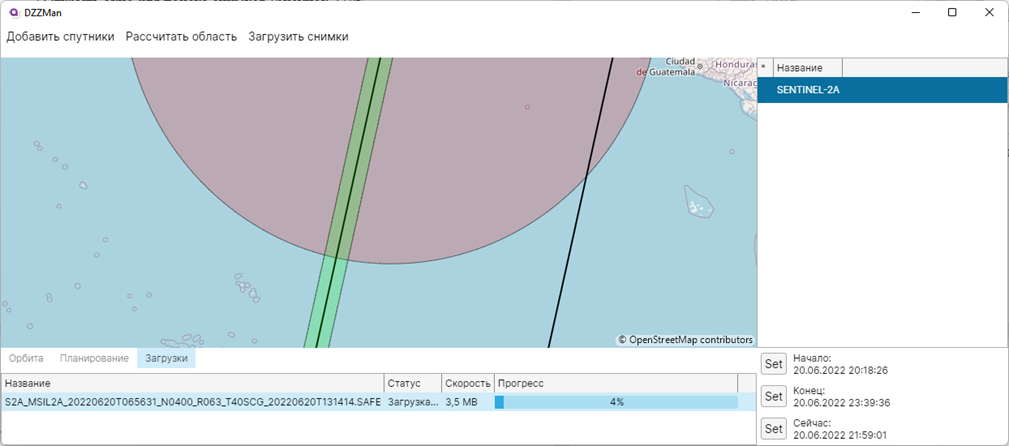 DZZMan
Добавить спутники Рассчитать область Загрузить снимки
Ciudad
de Guatemala
Honduras
Nicarag
* Название
SENTINEL-2A
© OpenStreetMap contributors
Орбита Планирование Загрузки
Название Статус Скорость Прогресс
S2A_MSIL2A_20220620T065631_N0400_R063_T40SCG_20220620T131414.SAFE Загрузка... 3,5 MB 4%
Set Начало:
20.06.2022 20:18:26
Set Конец:
20.06.2022 23:39:36
Set Сейчас:
20.06.2022 21:59:01